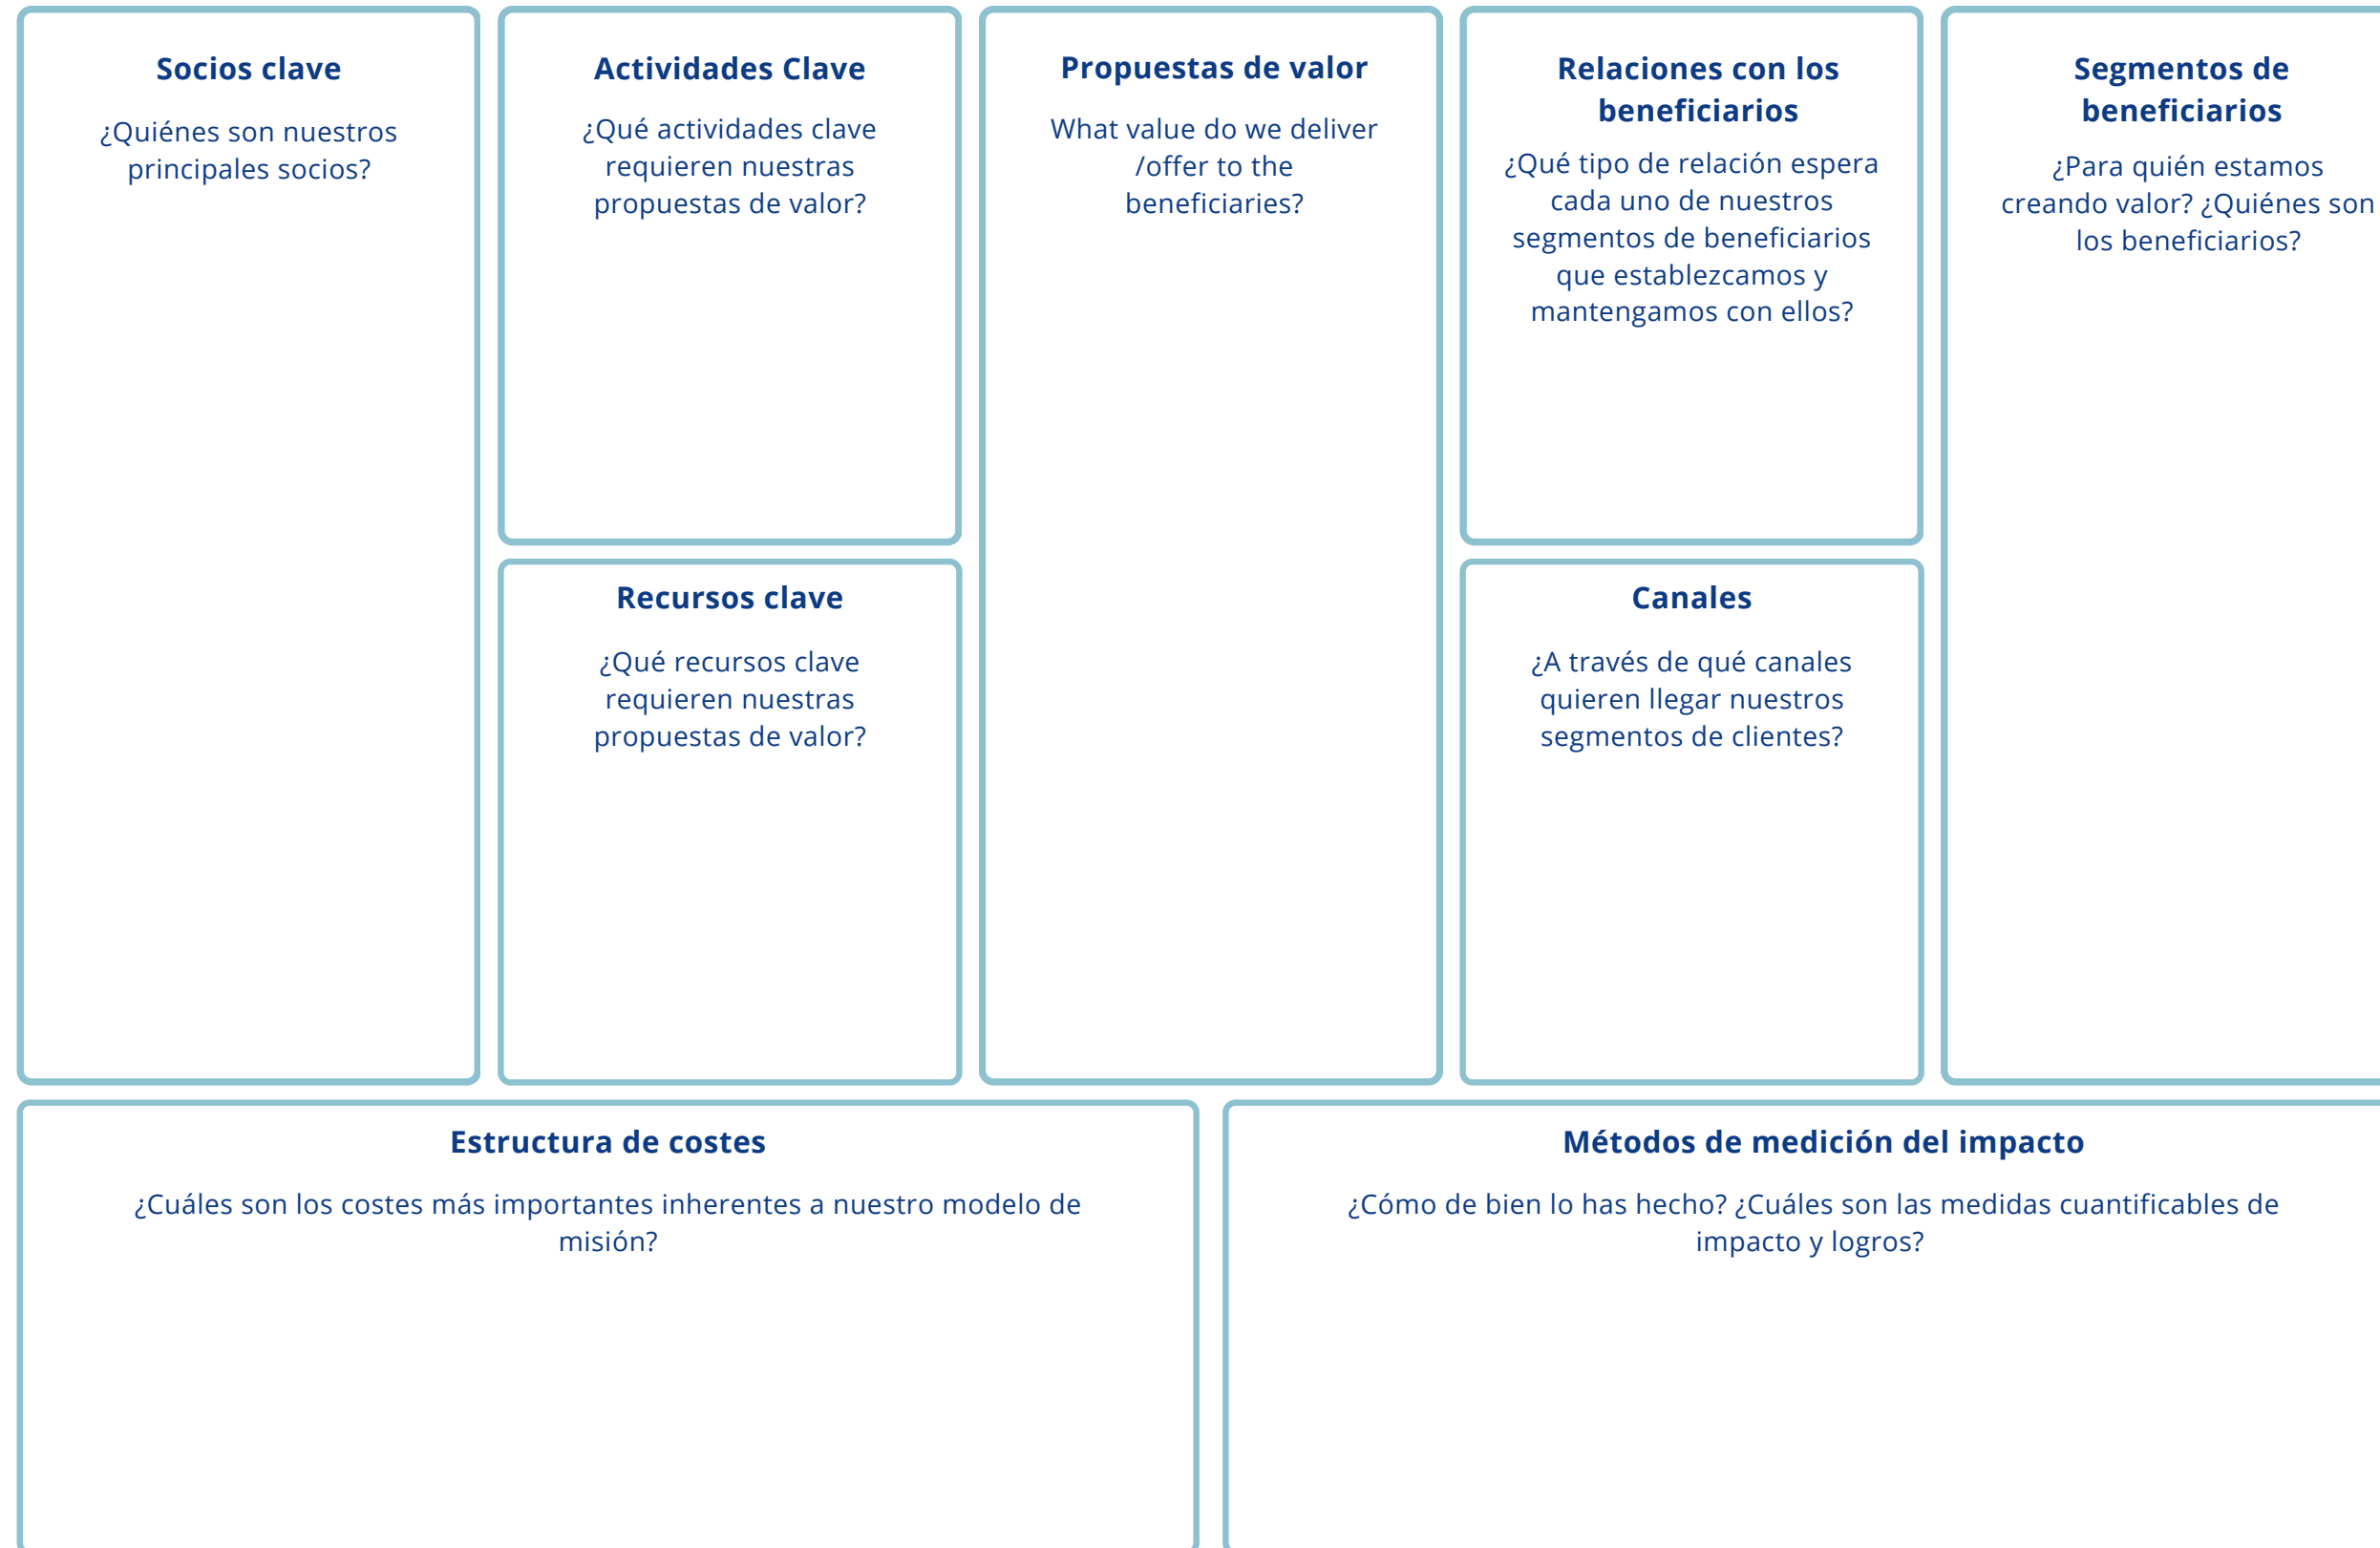 Socios clave
¿Quiénes son nuestros
principales socios?
Actividades Clave
¿Qué actividades clave
requieren nuestras
propuestas de valor?
Recursos clave
¿Qué recursos clave
requieren nuestras
propuestas de valor?
Propuestas de valor
What value do we deliver
/offer to the
beneficiaries?
Relaciones con los
beneficiarios
¿Qué tipo de relación espera
cada uno de nuestros
segmentos de beneficiarios
que establezcamos y
mantengamos con ellos?
Canales
¿A través de qué canales
quieren llegar nuestros
segmentos de clientes?
Segmentos de
beneficiarios
¿Para quién estamos
creando valor? ¿Quiénes son
los beneficiarios?
Estructura de costes
¿Cuáles son los costes más importantes inherentes a nuestro modelo de
misión?
Métodos de medición del impacto
¿Cómo de bien lo has hecho? ¿Cuáles son las medidas cuantificables de
impacto y logros?